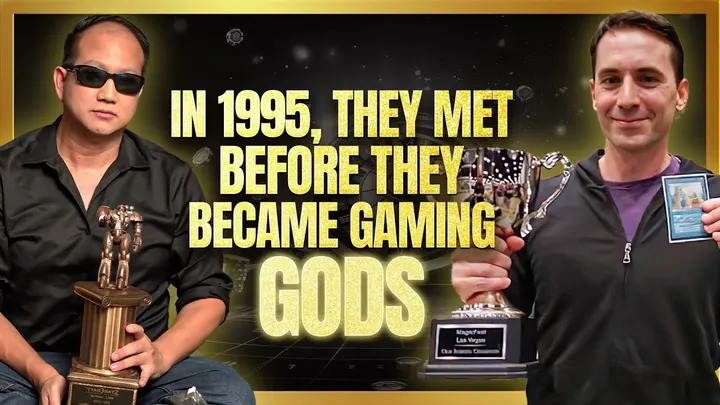 IN 1995, THEY MET
BEFORE THEY
BECAME GAMING
GODS
MagicFest
Las Vegas